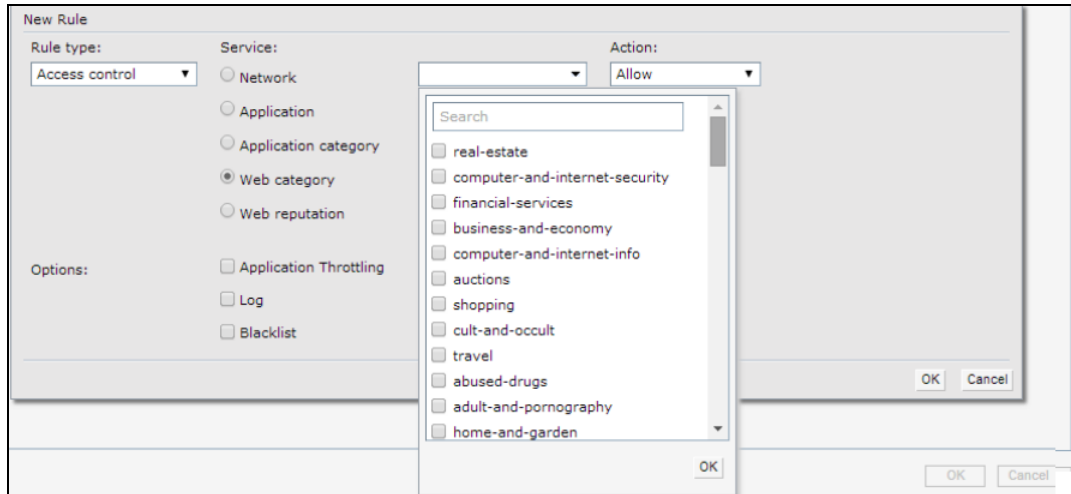 New Rule
Rule type:
Service:
Action:
Access control
Network
Allow
Application
Application category
Web category
Web reputation
Search
real-estate
computer-and-internet-security
financial-services
business-and-economy
computer-and-internet-info
auctions
shopping
cult-and-occult
travel
abused-drugs
adult-and-pornography
home-and-garden
OK
Options:
Application Throttling
Log
Blacklist
OK Cancel
OK Cancel